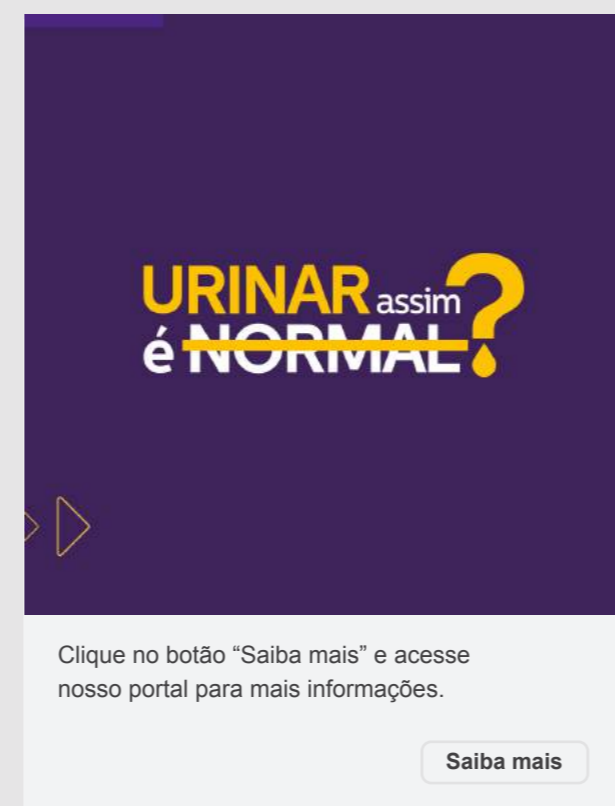 URINAR assim
é NORMAL?
Clique no botão “Saiba mais” e acesse
nosso portal para mais informações.
Saiba mais